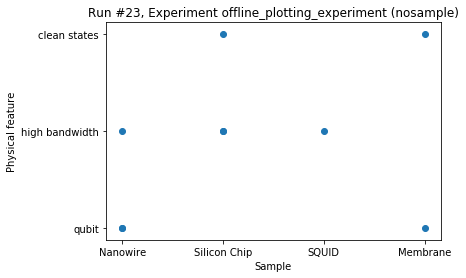 Run #23, Experiment offline_plotting_experiment (nosample)
clean states
high bandwidth
qubit
Physical feature
Nanowire Silicon Chip SQUID Membrane
Sample